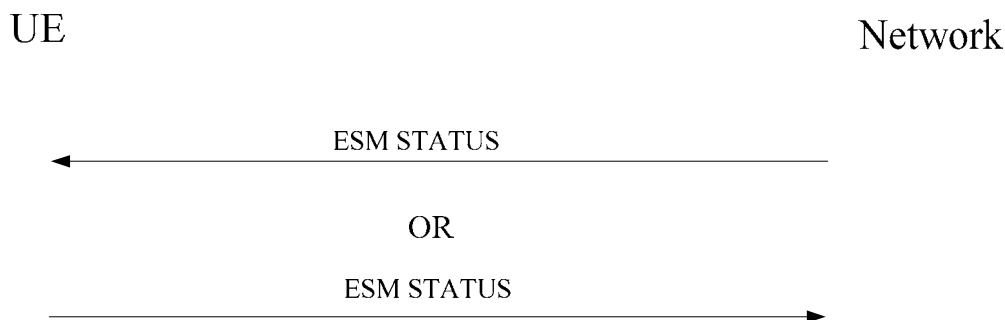 UE
Network
ESM STATUS
OR
ESM STATUS